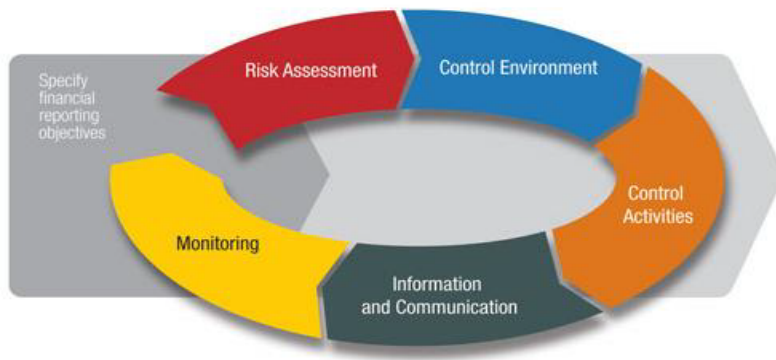 Specify
financial
reporting
objectives
Risk Assessment
Control Environment
Control
Activities
Information
and Communication
Monitoring